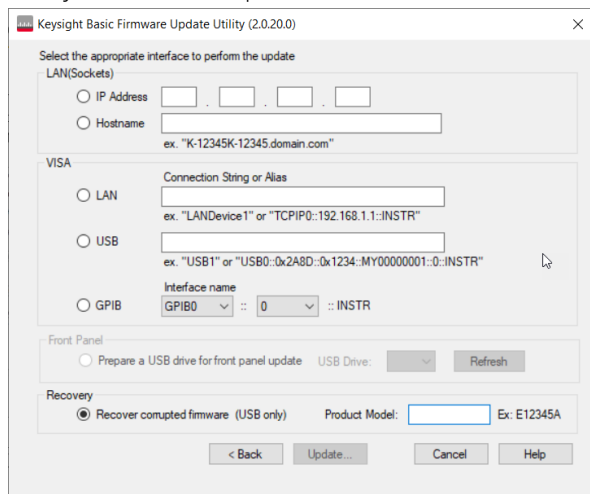 Keysight Basic Firmware Update Utility (2.0.20.0)
Select the appropriate interface to perform the update
LAN(Sockets)
IP Address . . .
Hostname
ex. "K-12345K-12345.domain.com"
VISA
Connection String or Alias
LAN
ex. "LANDevice1" or "TCPIP0::192.168.1.1::INSTR"
USB
ex. "USB1" or "USB0::0x2A8D::0x1234::MY00000001::0::INSTR"
Interface name
GPIB GPIB0 :: 0 :: INSTR
Front Panel
Prepare a USB drive for front panel update USB Drive: Refresh
Recovery
Recover corrupted firmware (USB only) Product Model: Ex: E12345A
< Back Update... Cancel Help